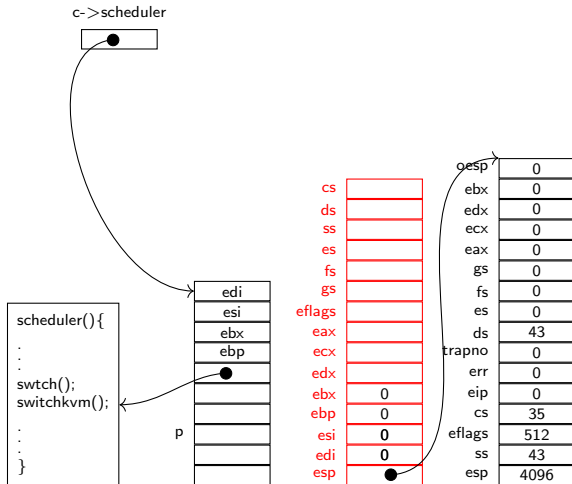 c->scheduler
scheduler(){
.
.
.
swtch();
switchkvm();
.
.
.
}
edi
esi
ebx
ebp
p
cs
ds
ss
es
fs
gs
eflags
eax
ecx
edx
ebx 0
ebp 0
esi 0
edi 0
esp
oesp 0
ebx 0
edx 0
ecx 0
eax 0
gs 0
fs 0
es 0
ds 43
trapno 0
err 0
eip 0
cs 35
eflags 512
ss 43
esp 4096